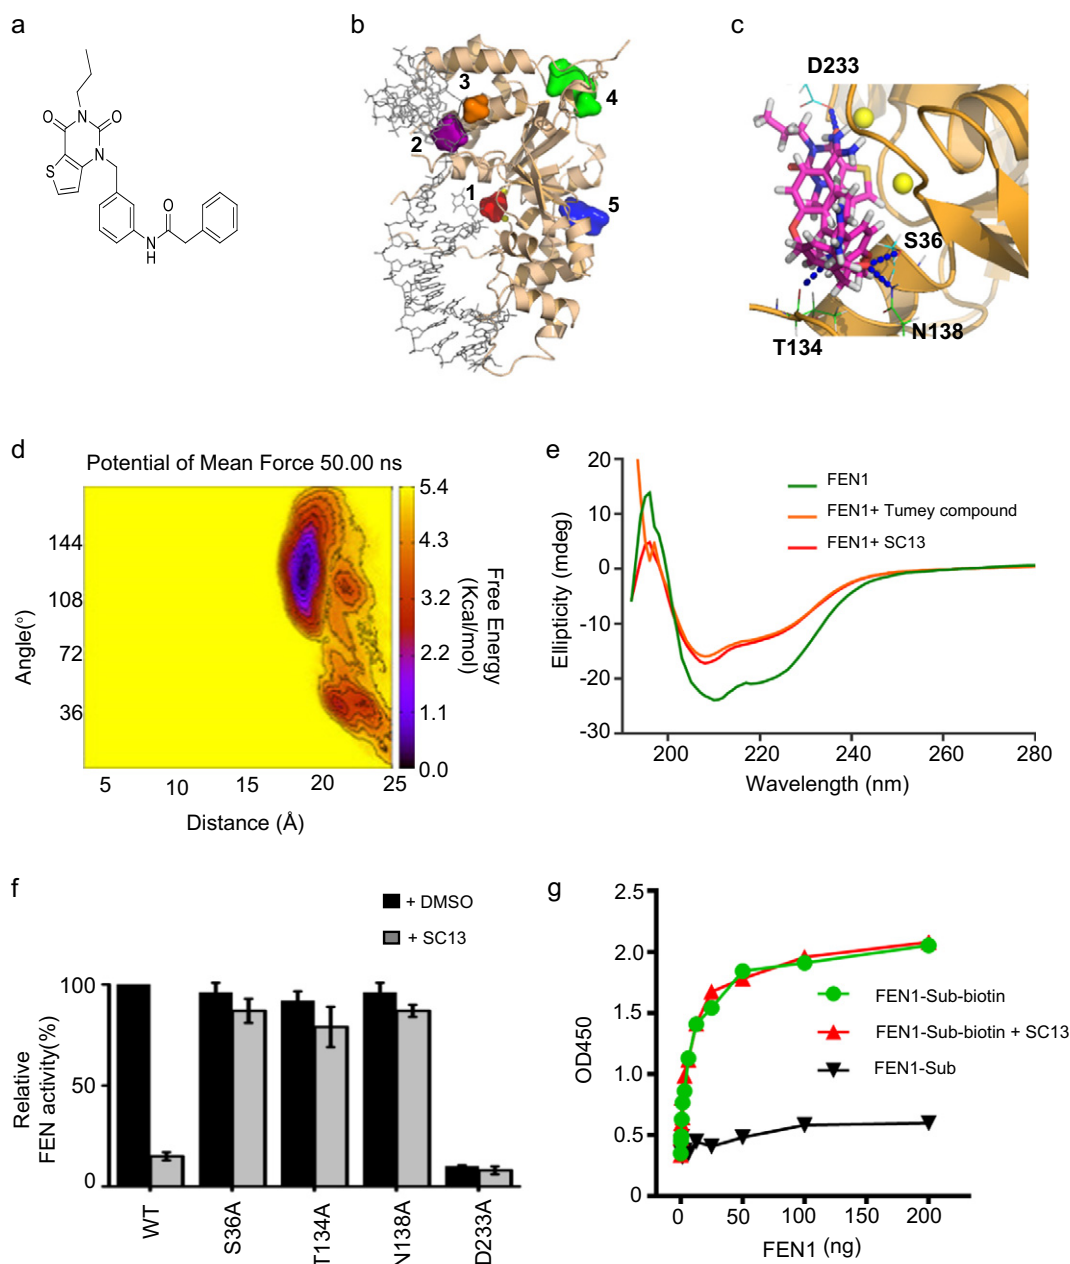 a
O
N
O
N
S
O
N
H
b
3
4
2
1
5
c
D233
S36
N138
T134
d
Potential of Mean Force 50.00 ns
144
108
72
36
Angle(°)
5
10
15
20
25
Distance (Å)
5.4
4.3
3.2
2.2
1.1
0.0
Free Energy
(Kcal/mol)
e
20
10
0
-10
-20
-30
Ellipticity (mdeg)
FEN1
FEN1+ Tumey compound
FEN1+ SC13
200
220
240
260
280
Wavelength (nm)
f
+ DMSO
+ SC13
100
50
0
Relative
FEN activity(%)
WT
S36A
T134A
N138A
D233A
g
2.5
2.0
1.5
1.0
0.5
0
OD450
FEN1-Sub-biotin
FEN1-Sub-biotin + SC13
FEN1-Sub
0
50
100
150
200
FEN1 (ng)